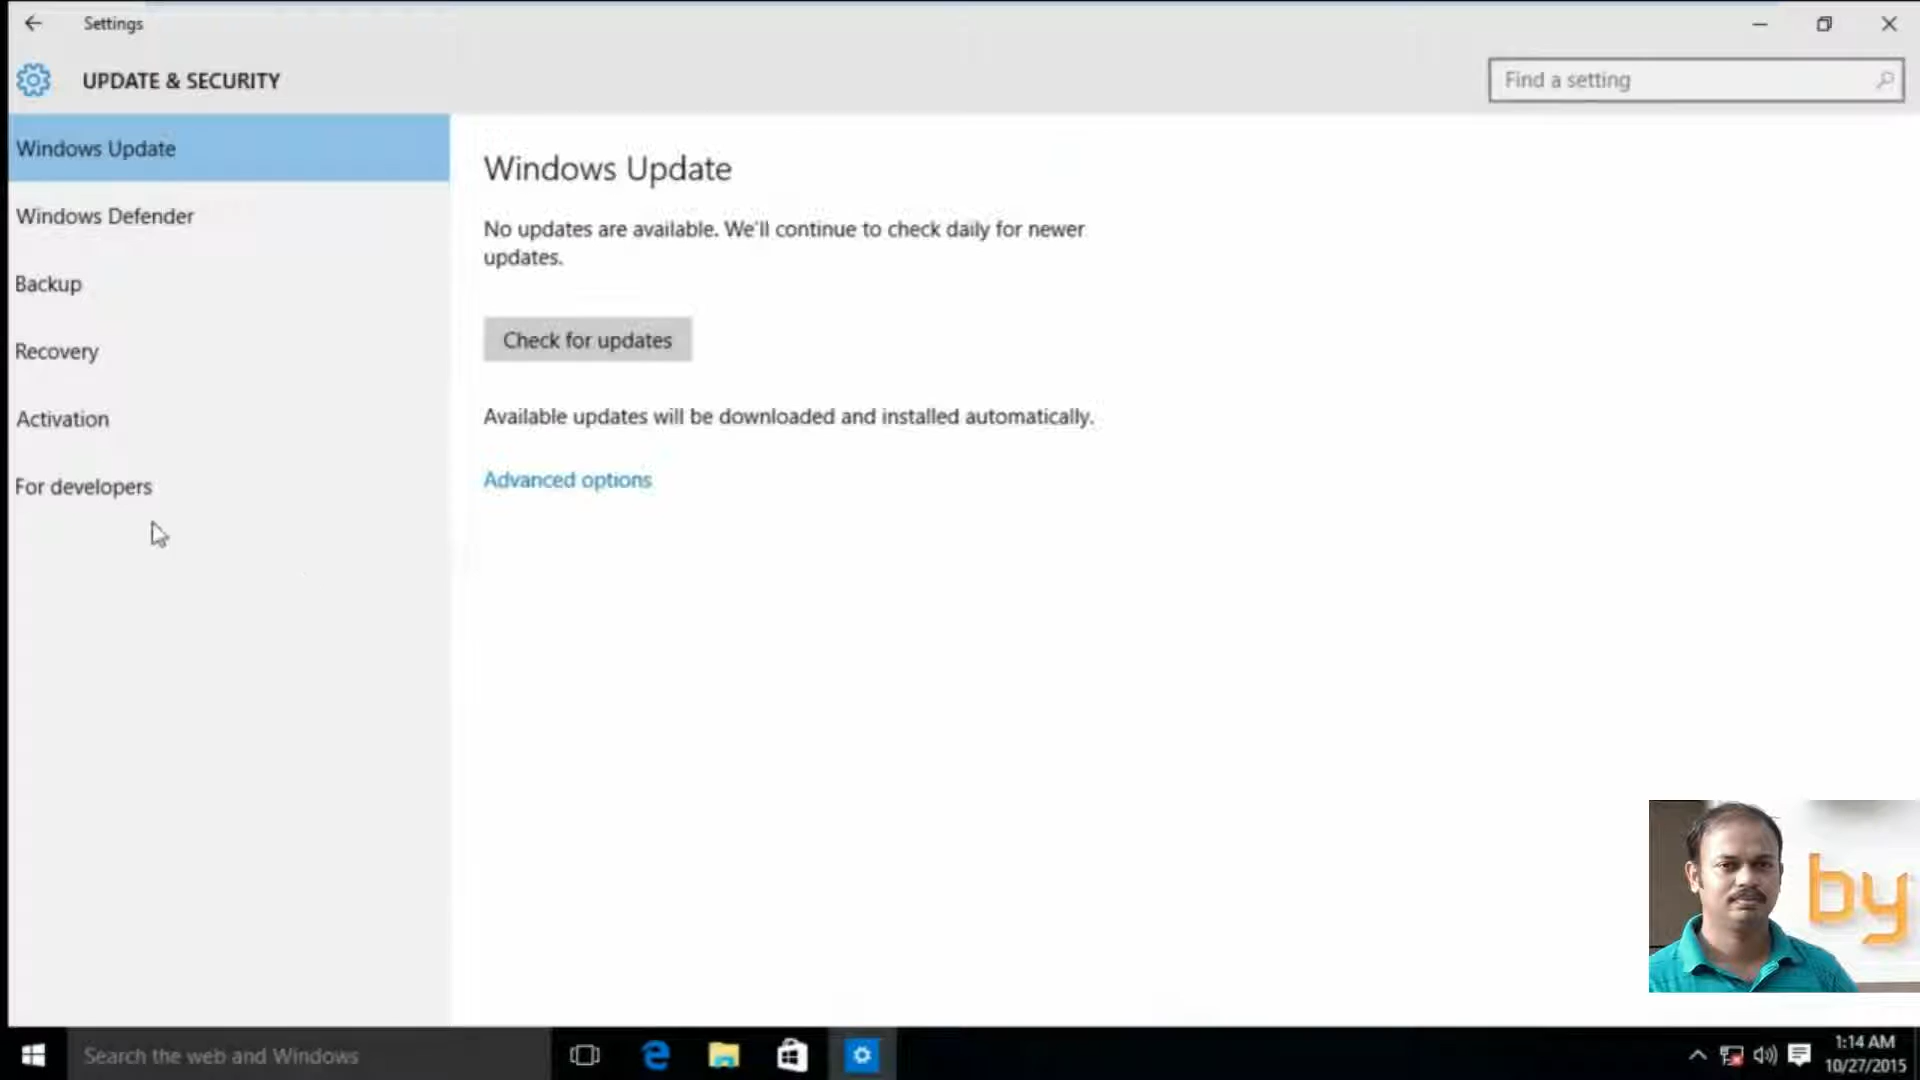 Settings
UPDATE & SECURITY
Find a setting
Windows Update
Windows Defender
Backup
Recovery
Activation
For developers
Windows Update
No updates are available. We'll continue to check daily for newer
updates.
Check for updates
Available updates will be downloaded and installed automatically.
Advanced options
by
Search the web and Windows
1:14 AM
10/27/2015